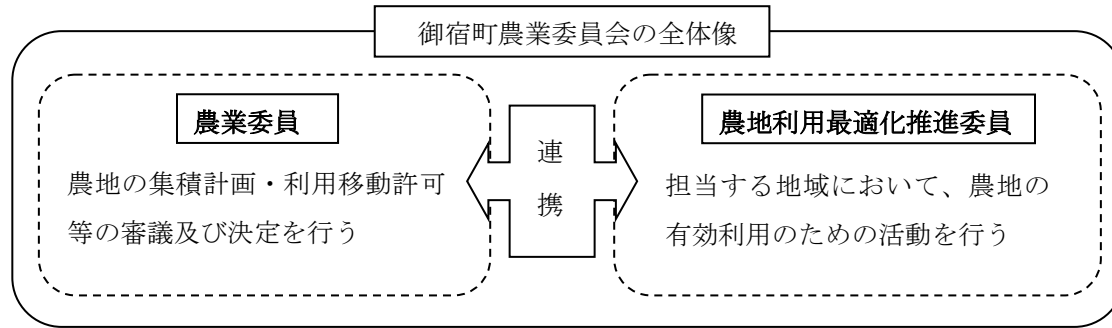 御宿町農業委員会の全体像
農業委員
農地の集積計画・利用移動許可
等の審議及び決定を行う
連
携
農地利用最適化推進委員
担当する地域において、農地の
有効利用のための活動を行う